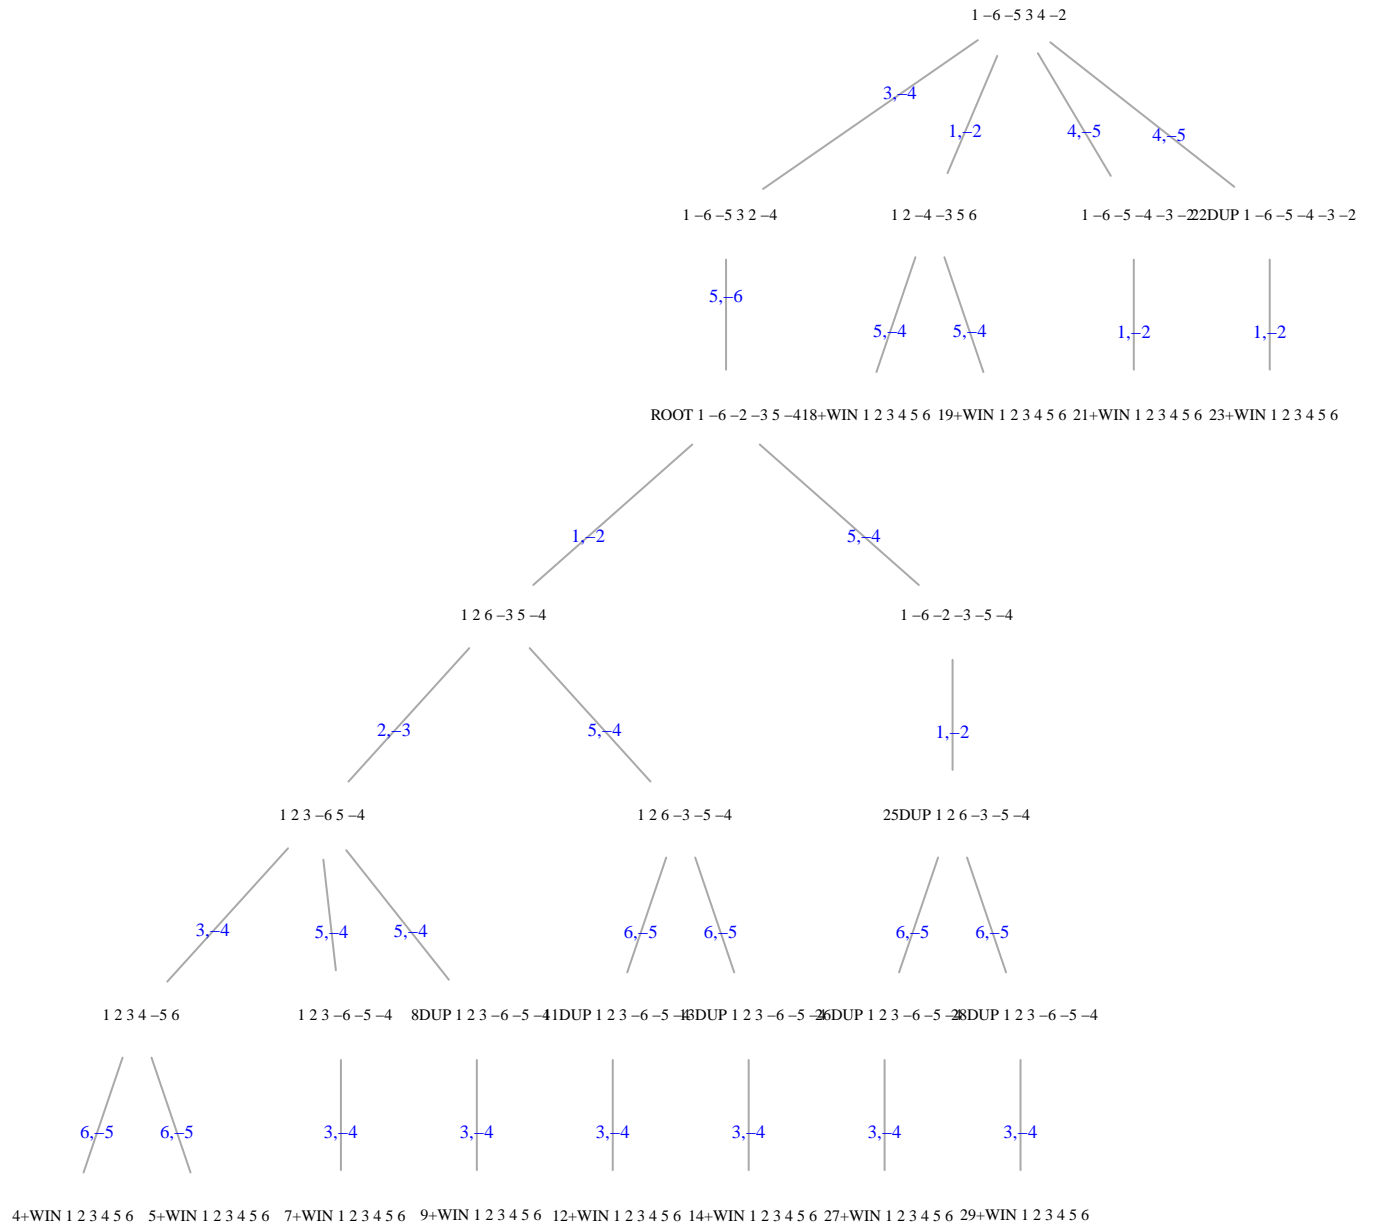 1 –6 –5 3 4 –2
3,–4
1,–2
4,–5
4,–5
1 –6 –5 3 2 –4
1 2 –4 –3 5 6
1 –6 –5 –4 –3 –2
22DUP 1 –6 –5 –4 –3 –2
5,–6
5,–4
5,–4
1,–2
1,–2
ROOT 1 –6 –2 –3 5 –4
18+WIN 1 2 3 4 5 6
19+WIN 1 2 3 4 5 6
21+WIN 1 2 3 4 5 6
23+WIN 1 2 3 4 5 6
1,–2
5,–4
1 2 6 –3 5 –4
1 –6 –2 –3 –5 –4
2,–3
5,–4
1,–2
1 2 3 –6 5 –4
1 2 6 –3 –5 –4
25DUP 1 2 6 –3 –5 –4
3,–4
5,–4
5,–4
6,–5
6,–5
6,–5
6,–5
1 2 3 4 –5 6
1 2 3 –6 –5 –4
8DUP 1 2 3 –6 –5 –4
11DUP 1 2 3 –6 –5 –4
13DUP 1 2 3 –6 –5 –4
26DUP 1 2 3 –6 –5 –4
28DUP 1 2 3 –6 –5 –4
6,–5
6,–5
3,–4
3,–4
3,–4
3,–4
3,–4
3,–4
4+WIN 1 2 3 4 5 6
5+WIN 1 2 3 4 5 6
7+WIN 1 2 3 4 5 6
9+WIN 1 2 3 4 5 6
12+WIN 1 2 3 4 5 6
14+WIN 1 2 3 4 5 6
27+WIN 1 2 3 4 5 6
29+WIN 1 2 3 4 5 6